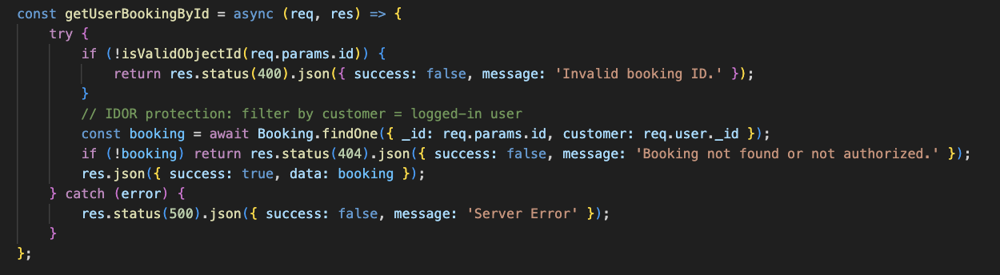 const getUserBookingById = async (req, res) => {
    try {
        if (!isValidObjectId(req.params.id)) {
            return res.status(400).json({ success: false, message: 'Invalid booking ID.' });
        }
        // IDOR protection: filter by customer = logged-in user
        const booking = await Booking.findOne({ _id: req.params.id, customer: req.user._id });
        if (!booking) return res.status(404).json({ success: false, message: 'Booking not found or not authorized.' });
        res.json({ success: true, data: booking });
    } catch (error) {
        res.status(500).json({ success: false, message: 'Server Error' });
    }
};